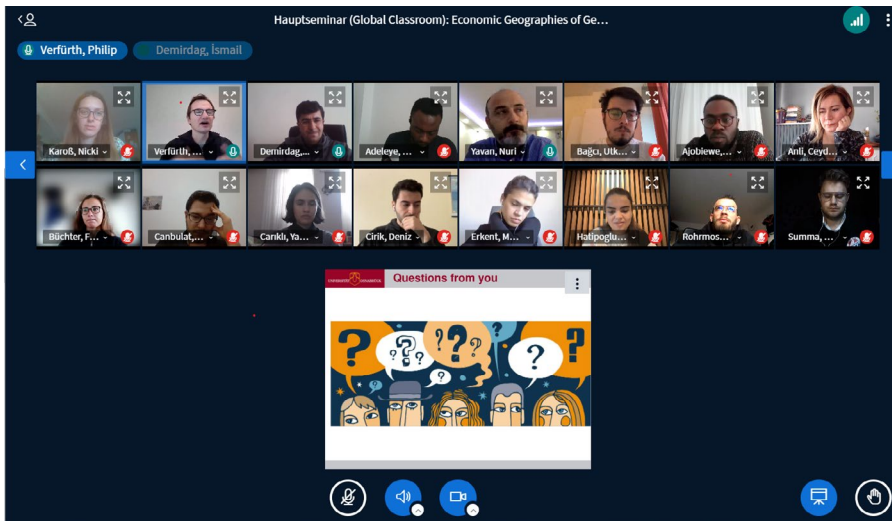 Hauptseminar (Global Classroom): Economic Geographies of Ge...
Verfürth, Philip
Demirdag, İsmail
Karoß, Nicki
Verfürth, ...
Demirdag,...
Adeleye, ...
Yavan, Nuri
Bağcı, Utk...
Ajobiewe,...
Anli, Ceyd...
Büchter, F...
Canbulat,...
Canklı, Ya...
Cirik, Deniz
Erkent, M...
Hatipoglu...
Rohrmos...
Summa, ...
Questions from you
? ??? ??? ? ? ?